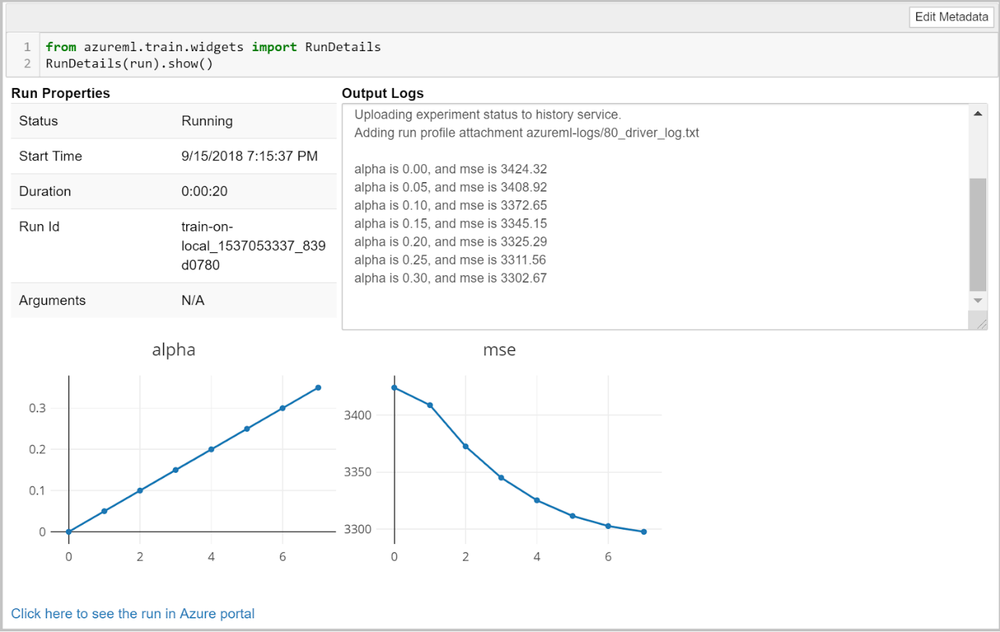 Edit Metadata
1 from azureml.train.widgets import RunDetails
2 RunDetails(run).show()
Run Properties
Status Running
Start Time 9/15/2018 7:15:37 PM
Duration 0:00:20
Run Id train-on-
local_1537053337_839
d0780
Arguments N/A
Output Logs
Uploading experiment status to history service.
Adding run profile attachment azureml-logs/80_driver_log.txt
alpha is 0.00, and mse is 3424.32
alpha is 0.05, and mse is 3408.92
alpha is 0.10, and mse is 3372.65
alpha is 0.15, and mse is 3345.15
alpha is 0.20, and mse is 3325.29
alpha is 0.25, and mse is 3311.56
alpha is 0.30, and mse is 3302.67
alpha
0.3
0.2
0.1
0
0 2 4 6
mse
3400
3350
3300
0 2 4 6
Click here to see the run in Azure portal